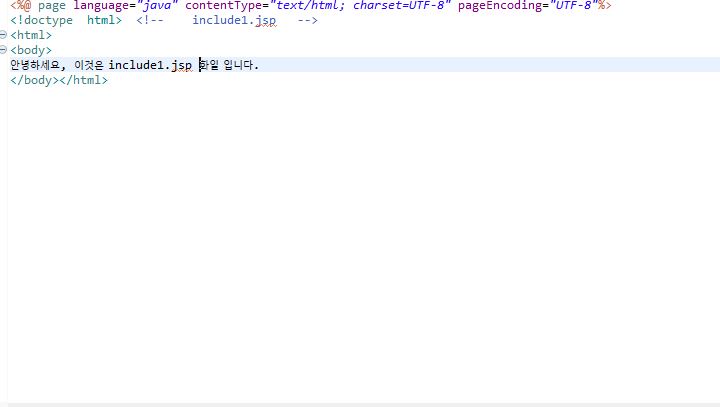 <%@ page language="java" contentType="text/html; charset=UTF-8" pageEncoding="UTF-8"%>
<!doctype html> <!-- include1.jsp -->
<html>
<body>
안녕하세요, 이것은 include1.jsp 화일 입니다.
</body></html>